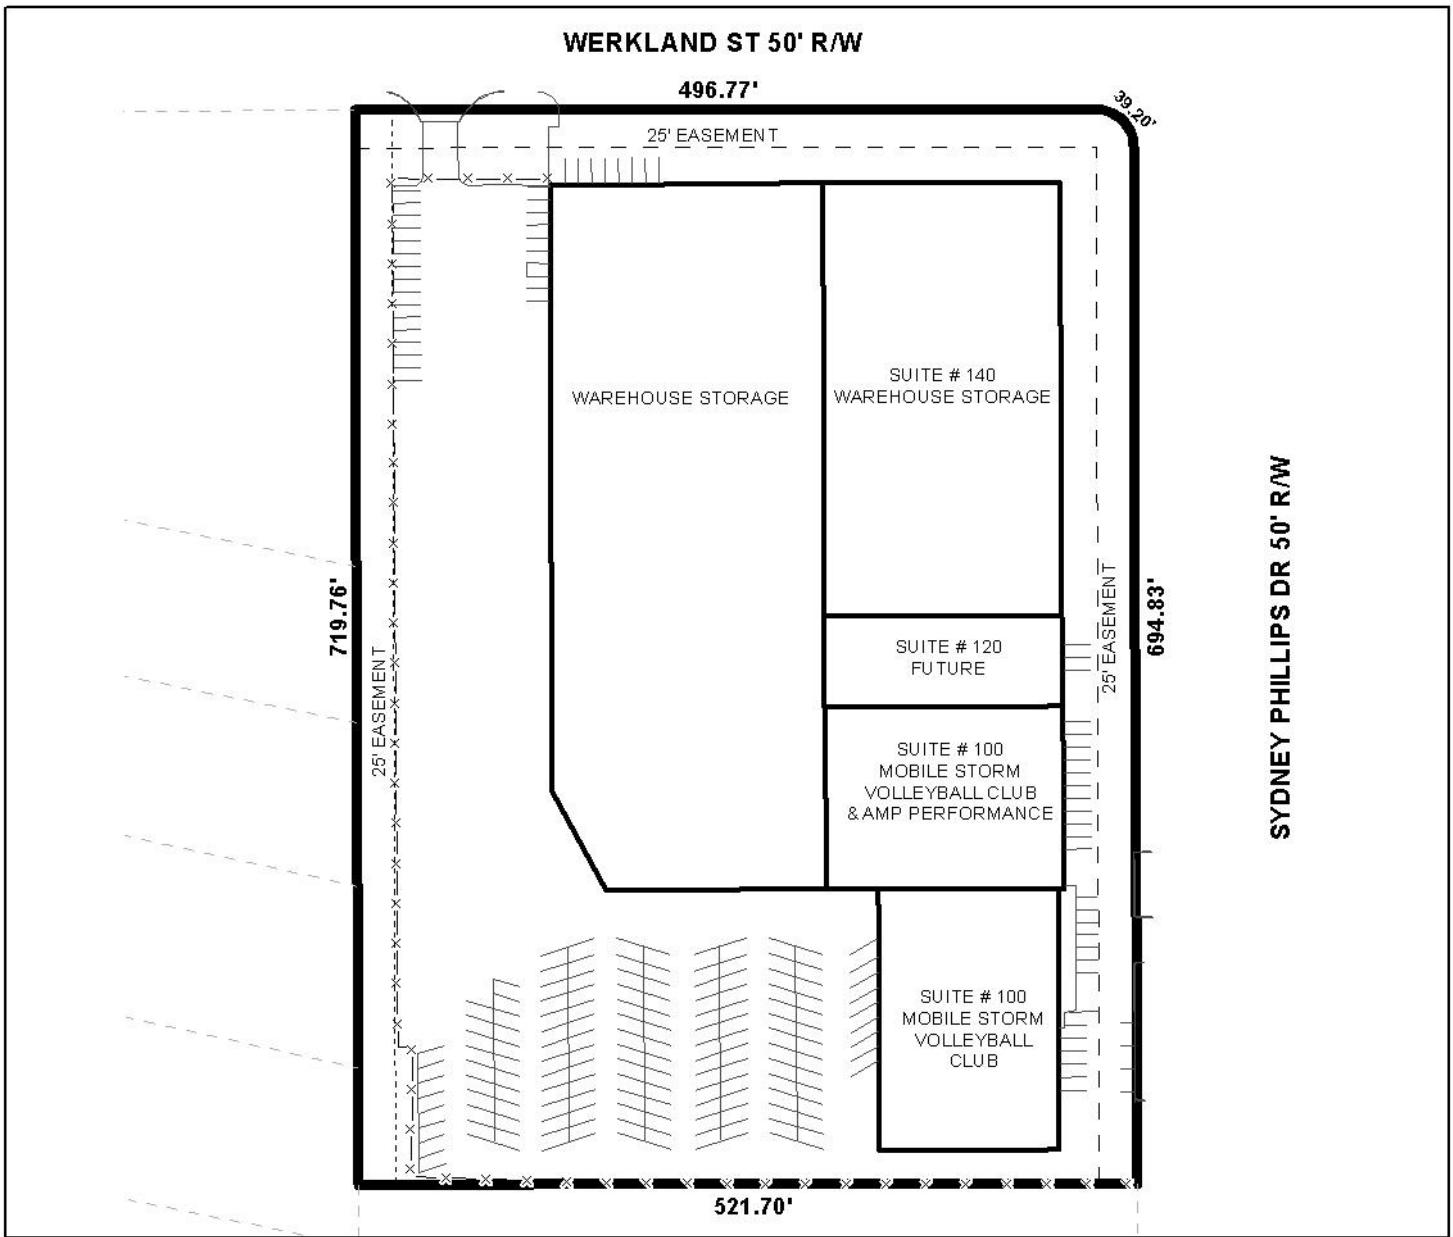 WERKLAND ST 50' R/W
496.77'
39.20'
25' EASEMENT
SUITE # 140
WAREHOUSE STORAGE
WAREHOUSE STORAGE
SYDNEY PHILLIPS DR 50' R/W
719.76'
25' EASEMENT
694.83'
25' EASEMENT
SUITE # 120
FUTURE
SUITE # 100
MOBILE STORM
VOLLEYBALL CLUB
& AMP PERFORMANCE
SUITE # 100
MOBILE STORM
VOLLEYBALL
CLUB
521.70'